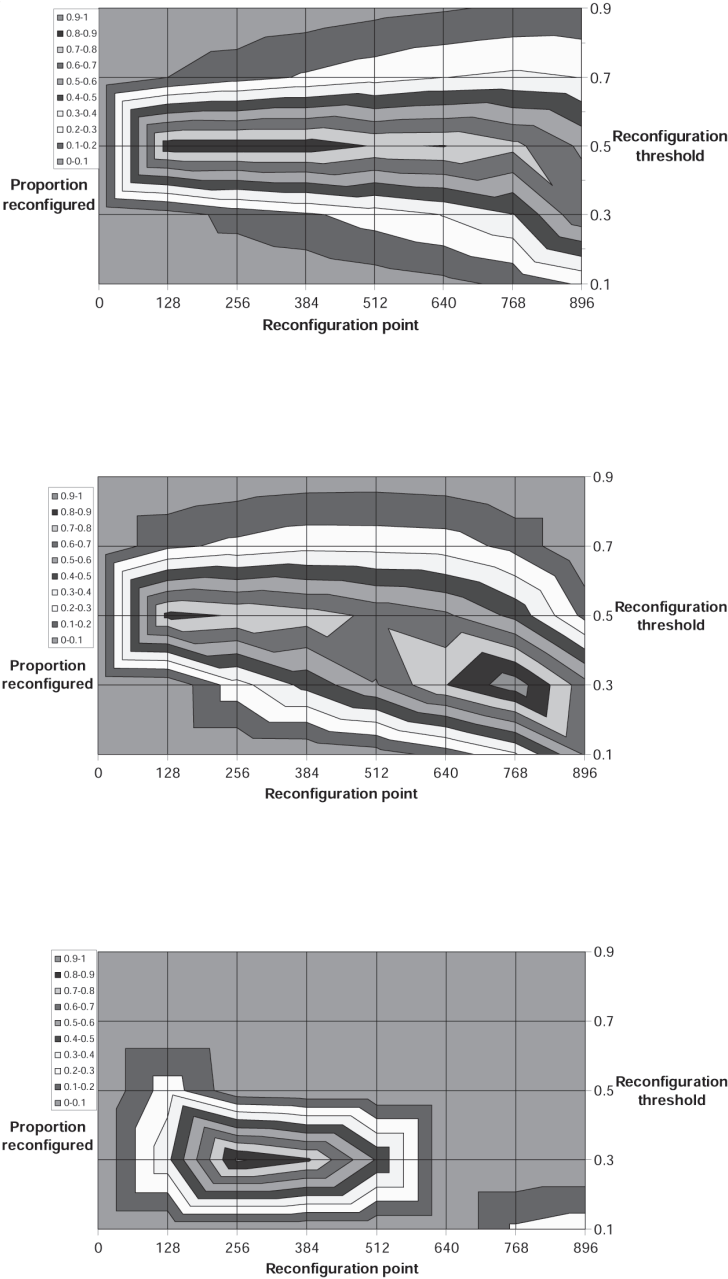 0.9-1
0.8-0.9
0.7-0.8
0.6-0.7
0.5-0.6
0.4-0.5
0.3-0.4
0.2-0.3
0.1-0.2
0-0.1
Proportion
reconfigured
0.9
0.7
0.5
0.3
0.1
Reconfiguration
threshold
0 128 256 384 512 640 768 896
Reconfiguration point
0.9-1
0.8-0.9
0.7-0.8
0.6-0.7
0.5-0.6
0.4-0.5
0.3-0.4
0.2-0.3
0.1-0.2
0-0.1
Proportion
reconfigured
0.9
0.7
0.5
0.3
0.1
Reconfiguration
threshold
0 128 256 384 512 640 768 896
Reconfiguration point
0.9-1
0.8-0.9
0.7-0.8
0.6-0.7
0.5-0.6
0.4-0.5
0.3-0.4
0.2-0.3
0.1-0.2
0-0.1
Proportion
reconfigured
0.9
0.7
0.5
0.3
0.1
Reconfiguration
threshold
0 128 256 384 512 640 768 896
Reconfiguration point